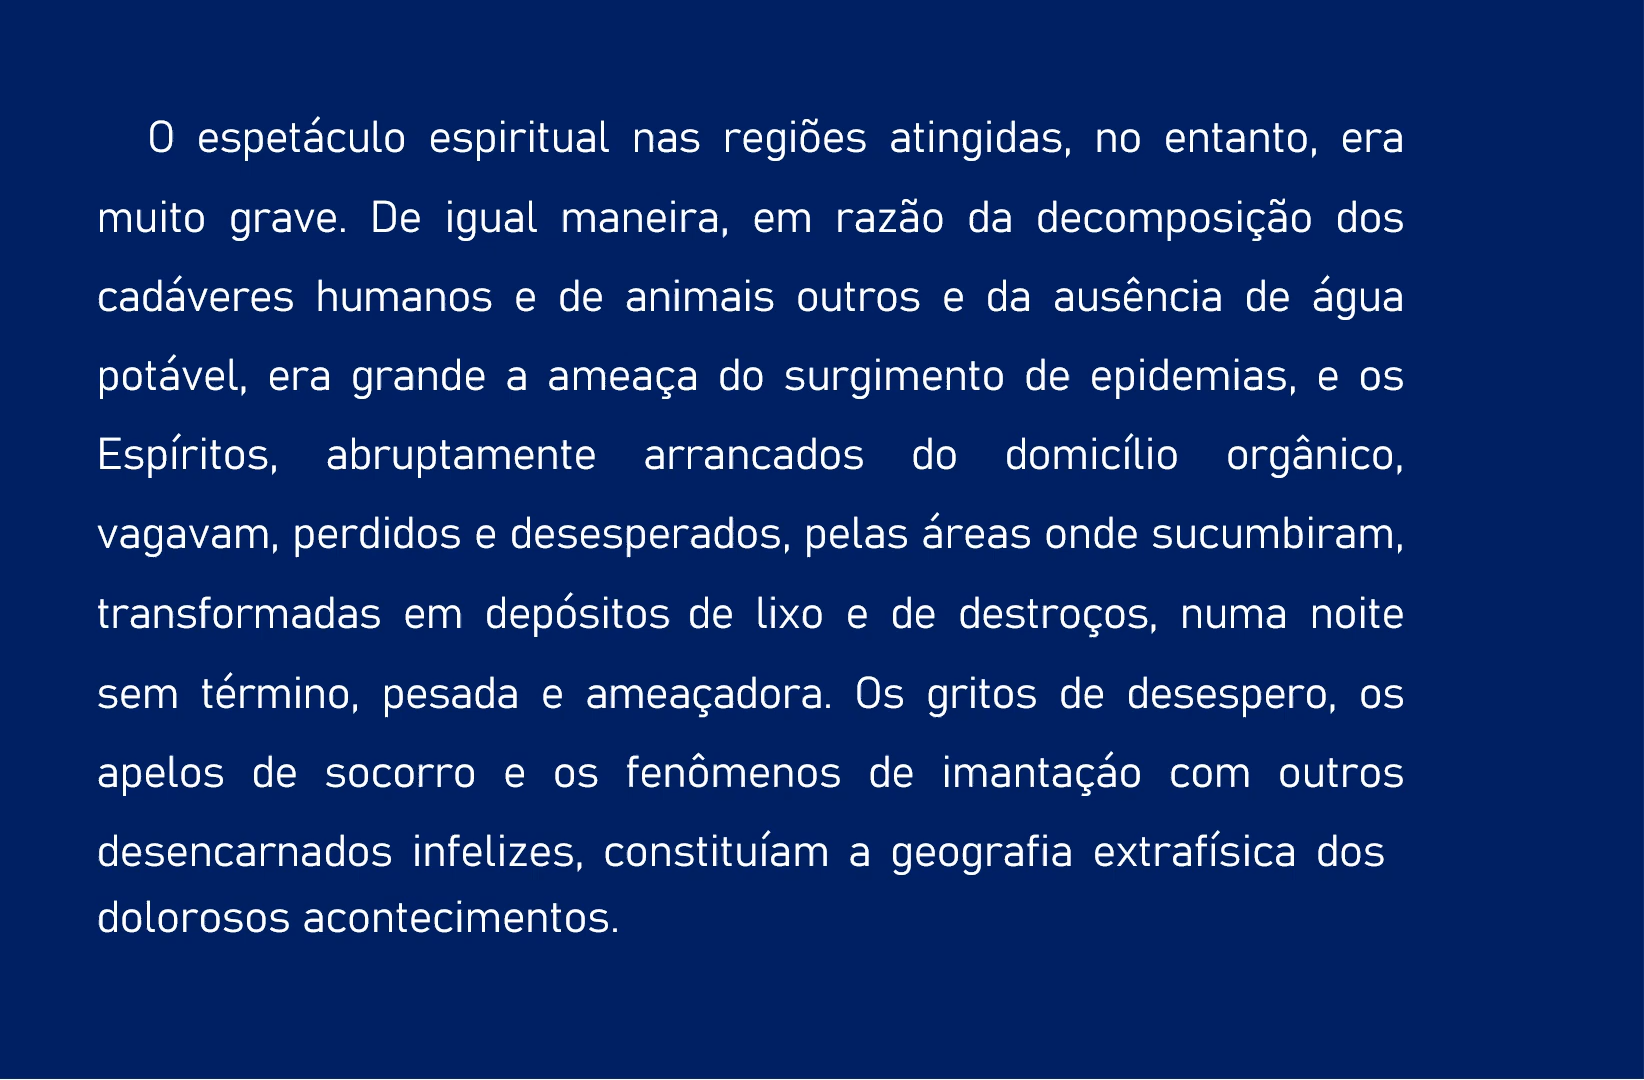 O espetáculo espiritual nas regiões atingidas, no entanto, era
muito grave. De igual maneira, em razão da decomposição dos
cadáveres humanos e de animais outros e da ausência de água
potável, era grande a ameaça do surgimento de epidemias, e os
Espíritos, abruptamente arrancados do domicílio orgânico,
vagavam, perdidos e desesperados, pelas áreas onde sucumbiram,
transformadas em depósitos de lixo e de destroços, numa noite
sem término, pesada e ameaçadora. Os gritos de desespero, os
apelos de socorro e os fenômenos de imantaçáo com outros
desencarnados infelizes, constituíam a geografia extrafísica dos
dolorosos acontecimentos.